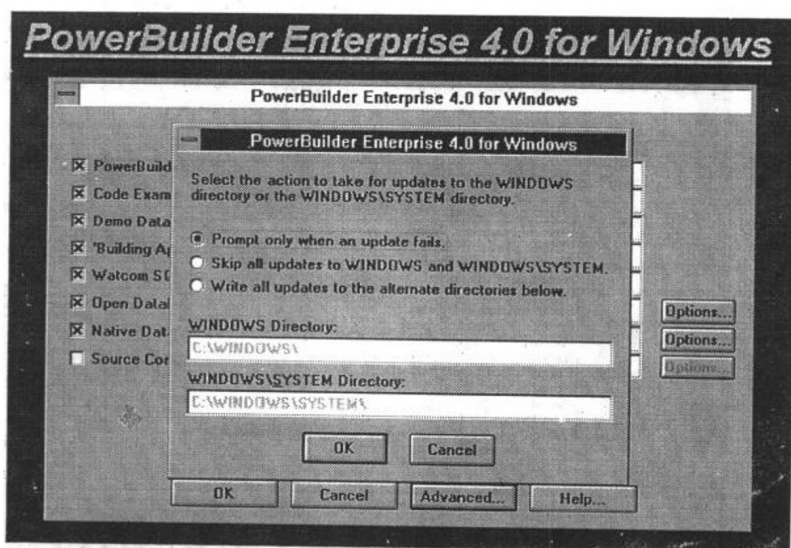 PowerBuilder Enterprise 4.0 for Windows
PowerBuilder Enterprise 4.0 for Windows
PowerBuilder Enterprise 4.0 for Windows
Select the action to take for updates to the WINDOWS
directory or the WINDOWS\SYSTEM directory.
Prompt only when an update fails.
Skip all updates to WINDOWS and WINDOWS\SYSTEM.
Write all updates to the alternate directories below.
WINDOWS Directory:
C:\WINDOWS\
WINDOWS\SYSTEM Directory:
C:\WINDOWS\SYSTEM\
OK Cancel
PowerBuild
Code Exam
Demo Data
'Building Ap
Watcom SQ
Open Datab
Native Dat
Source Con
Options...
Options...
Options...
OK Cancel Advanced... Help...